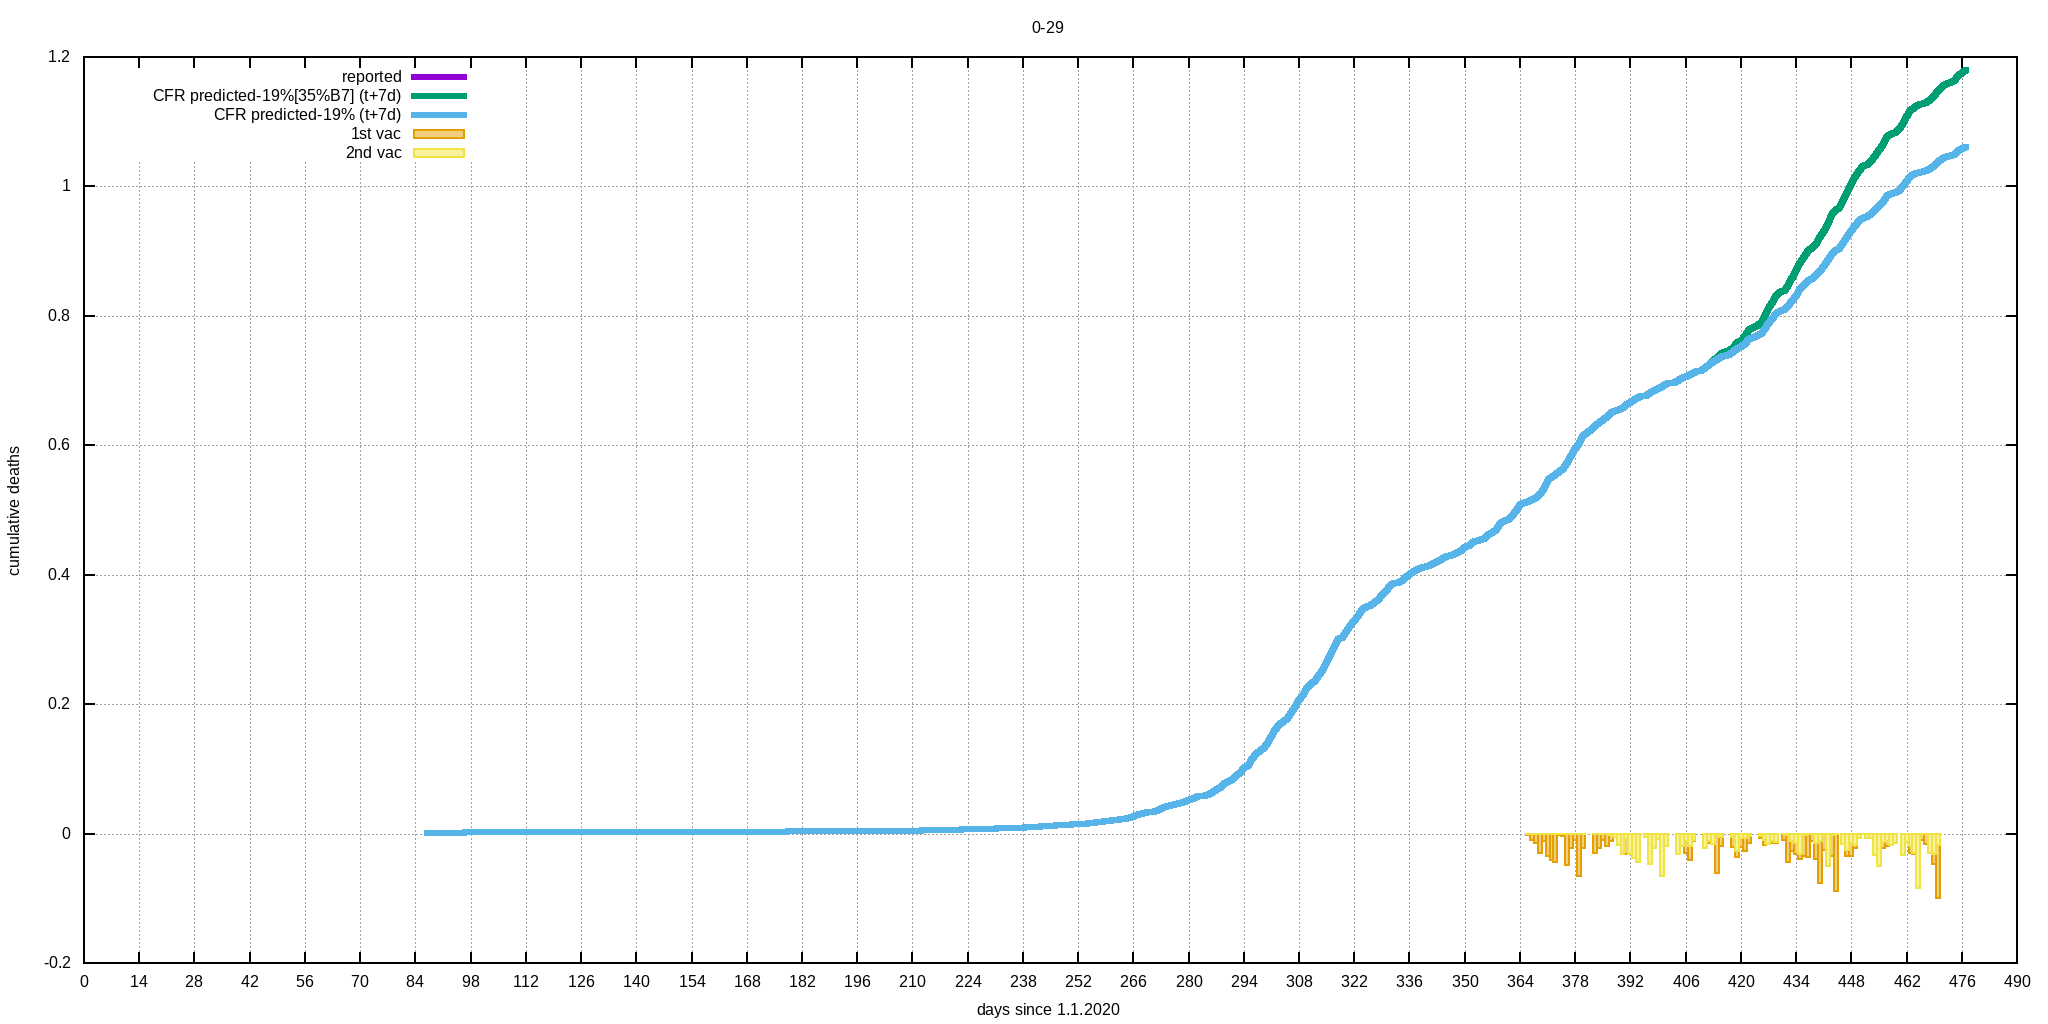 0-29
1.2
1
0.8
0.6
0.4
0.2
0
-0.2
cumulative deaths
reported
CFR predicted-19%[35%B7] (t+7d)
CFR predicted-19% (t+7d)
1st vac
2nd vac
0 14 28 42 56 70 84 98 112 126 140 154 168 182 196 210 224 238 252 266 280 294 308 322 336 350 364 378 392 406 420 434 448 462 476 490
days since 1.1.2020